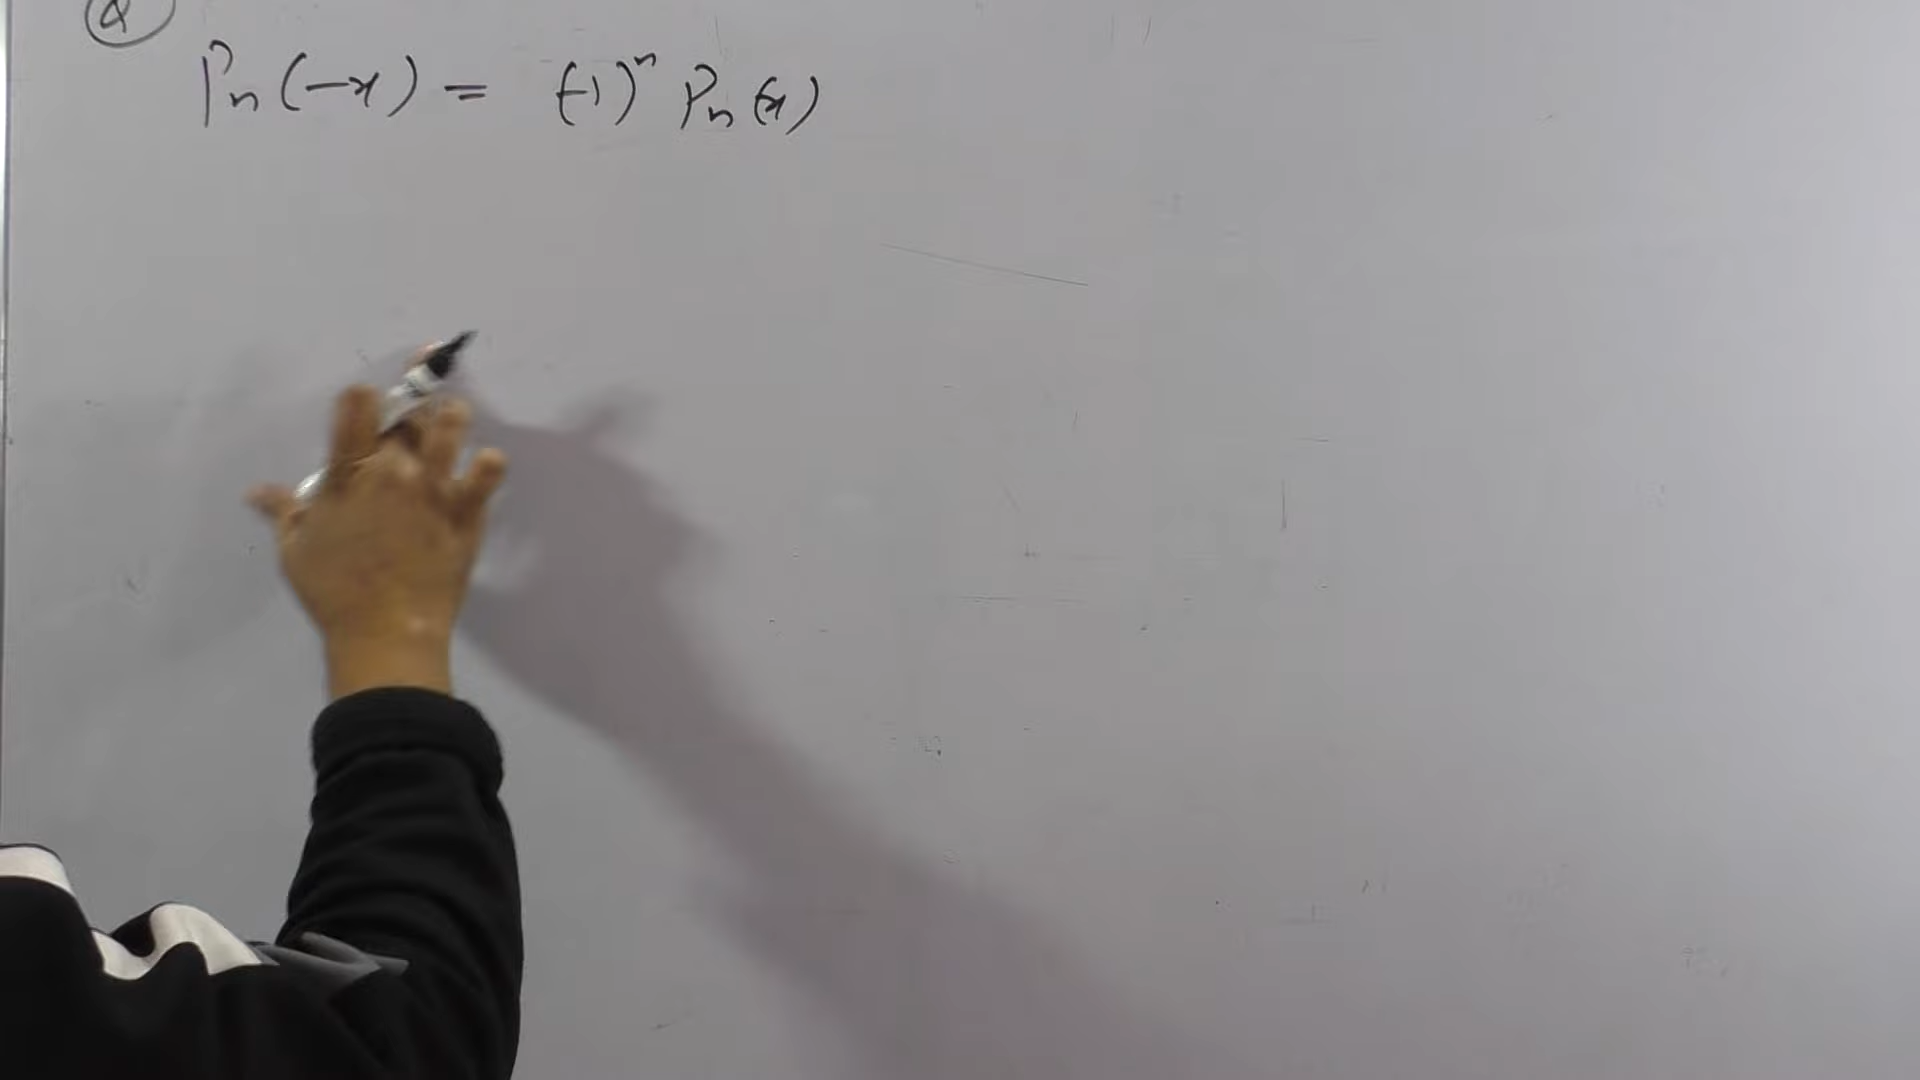 Q
Pn(-x) = (-1)ⁿ Pn(x)